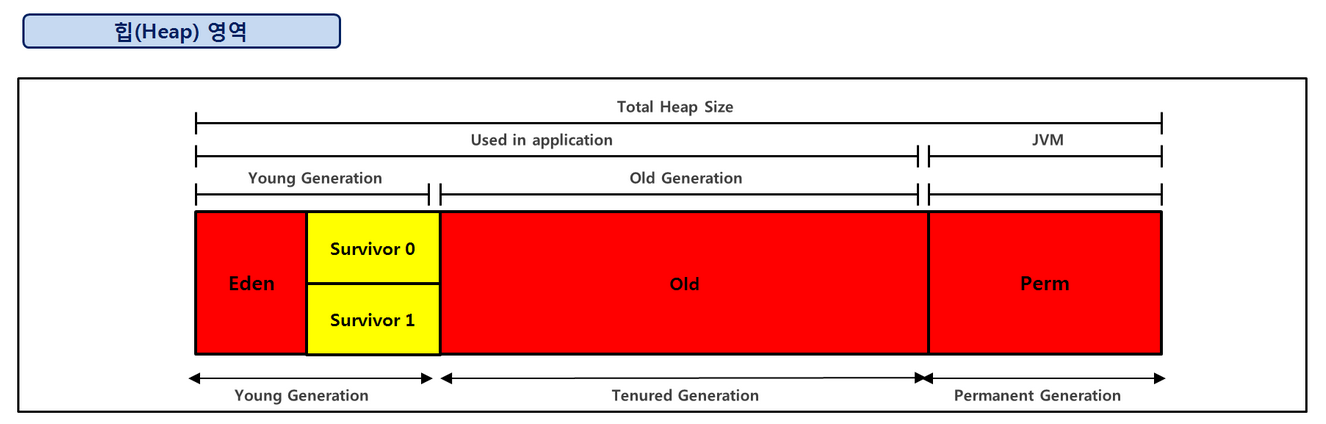 힙(Heap) 영역
Total Heap Size
Used in application
JVM
Young Generation
Old Generation
Eden
Survivor 0
Survivor 1
Old
Perm
Young Generation
Tenured Generation
Permanent Generation